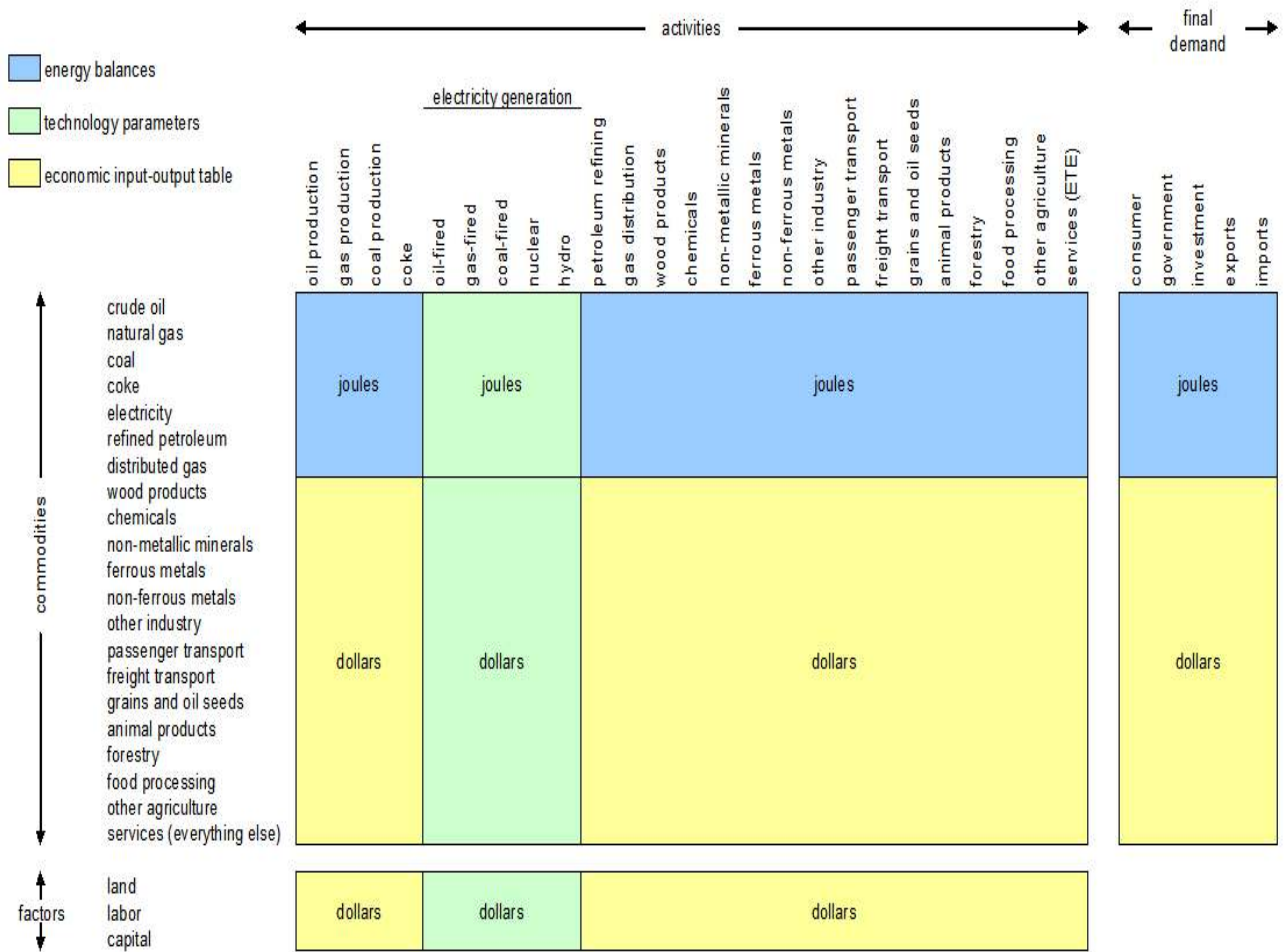 activities
final
demand
energy balances
technology parameters
economic input-output table
electricity generation
oil production
gas production
coal production
coke
oil-fired
gas-fired
coal-fired
nuclear
hydro
petroleum refining
gas distribution
wood products
chemicals
non-metallic minerals
ferrous metals
non-ferrous metals
other industry
passenger transport
freight transport
grains and oil seeds
animal products
forestry
food processing
other agriculture
services (ETE)
consumer
government
investment
exports
imports
commodities
crude oil
natural gas
coal
coke
electricity
refined petroleum
distributed gas
wood products
chemicals
non-metallic minerals
ferrous metals
non-ferrous metals
other industry
passenger transport
freight transport
grains and oil seeds
animal products
forestry
food processing
other agriculture
services (everything else)
joules
joules
joules
joules
dollars
dollars
dollars
dollars
factors
land
labor
capital
dollars
dollars
dollars